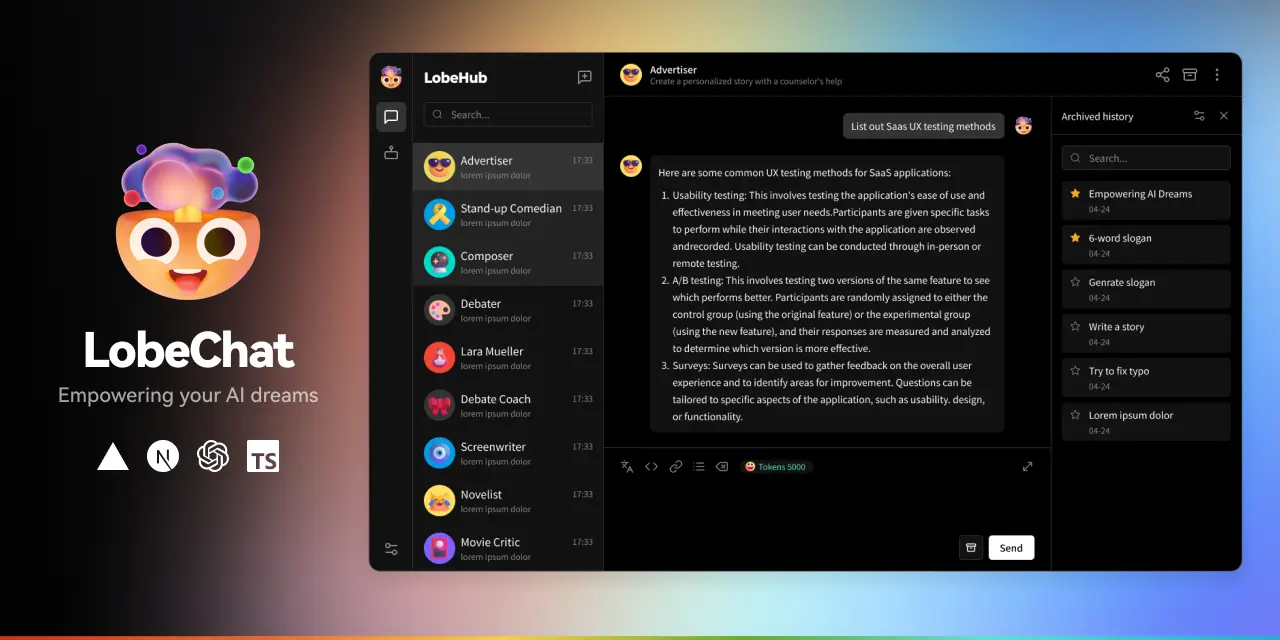 LobeChat
Empowering your AI dreams
N
TS
LobeHub
Search...
Advertiser
17:33
lorem ipsum dolor
Stand-up Comedian
17:33
lorem ipsum dolor
Composer
17:33
lorem ipsum dolor
Debater
17:33
lorem ipsum dolor
Lara Mueller
17:33
lorem ipsum dolor
Debate Coach
17:33
lorem ipsum dolor
Screenwriter
17:33
lorem ipsum dolor
Novelist
17:33
lorem ipsum dolor
Movie Critic
17:33
lorem ipsum dolor
Advertiser
Create a personalized story with a counselor's help
List out Saas UX testing methods
Here are some common UX testing methods for SaaS applications:
1. Usability testing: This involves testing the application's ease of use and
effectiveness in meeting user needs.Participants are given specific tasks
to perform while their interactions with the application are observed
andrecorded. Usability testing can be conducted through in-person or
remote testing.
2. A/B testing: This involves testing two versions of the same feature to see
which performs better. Participants are randomly assigned to either the
control group (using the original feature) or the experimental group
(using the new feature), and their responses are measured and analyzed
to determine which version is more effective.
3. Surveys: Surveys can be used to gather feedback on the overall user
experience and to identify areas for improvement. Questions can be
tailored to specific aspects of the application, such as usability. design,
or functionality.
Tokens 5000
Send
Archived history
Search...
Empowering AI Dreams
04-24
6-word slogan
04-24
Genrate slogan
04-24
Write a story
04-24
Try to fix typo
04-24
Lorem ipsum dolor
04-24